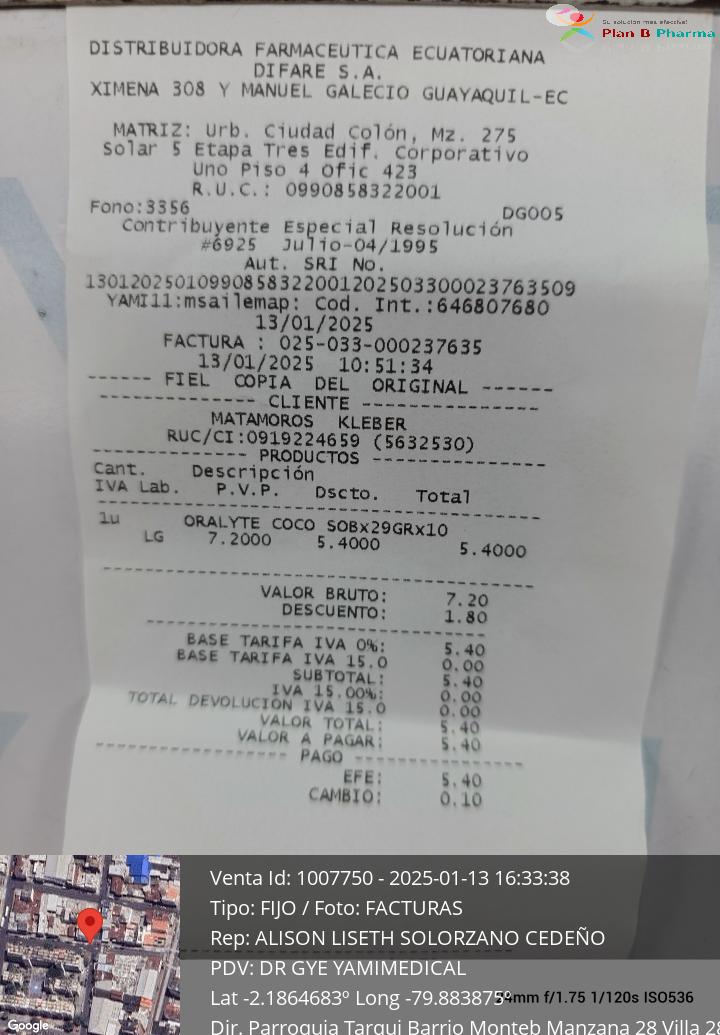 Su solución mas efectiva!
Plan B Pharma
DISTRIBUIDORA FARMACEUTICA ECUATORIANA
DIFARE S.A.
XIMENA 308 Y MANUEL GALECIO GUAYAQUIL-EC
MATRIZ: Urb. Ciudad Colón, Mz. 275
Solar 5 Etapa Tres Edif. Corporativo
Uno Piso 4 Ofic 423
R.U.C.: 0990858322001
Fono:3356 DG005
Contribuyente Especial Resolución
#6925 Julio-04/1995
Aut. SRI No.
1301202501099085832200120250330002376350​9
YAMI11:msailemap: Cod. Int.:646807680
13/01/2025
FACTURA : 025-033-000237635
13/01/2025 10:51:34
------ FIEL COPIA DEL ORIGINAL ------
-------------- CLIENTE ---------------
MATAMOROS KLEBER
RUC/CI:0919224659 (5632530)
------------- PRODUCTOS ---------------
Cant. Descripción
IVA Lab. P.V.P. Dscto. Total
1u ORALYTE COCO SOBx29GRx10
LG 7.2000 5.4000 5.4000
VALOR BRUTO: 7.20
DESCUENTO: 1.80
BASE TARIFA IVA 0%: 5.40
BASE TARIFA IVA 15.0 0.00
SUBTOTAL: 5.40
IVA 15.00%: 0.00
TOTAL DEVOLUCION IVA 15.0 0.00
VALOR TOTAL: 5.40
VALOR A PAGAR: 5.40
----------------- PAGO ---------------
EFE: 5.40
CAMBIO: 0.10
Venta Id: 1007750 - 2025-01-13 16:33:38
Tipo: FIJO / Foto: FACTURAS
Rep: ALISON LISETH SOLORZANO CEDEÑO
PDV: DR GYE YAMIMEDICAL
Lat -2.1864683º Long -79.883875º
mm f/1.75 1/120s ISO536
Dir. Parroquia Tarqui Barrio Monteb Manzana 28 Villa
Google